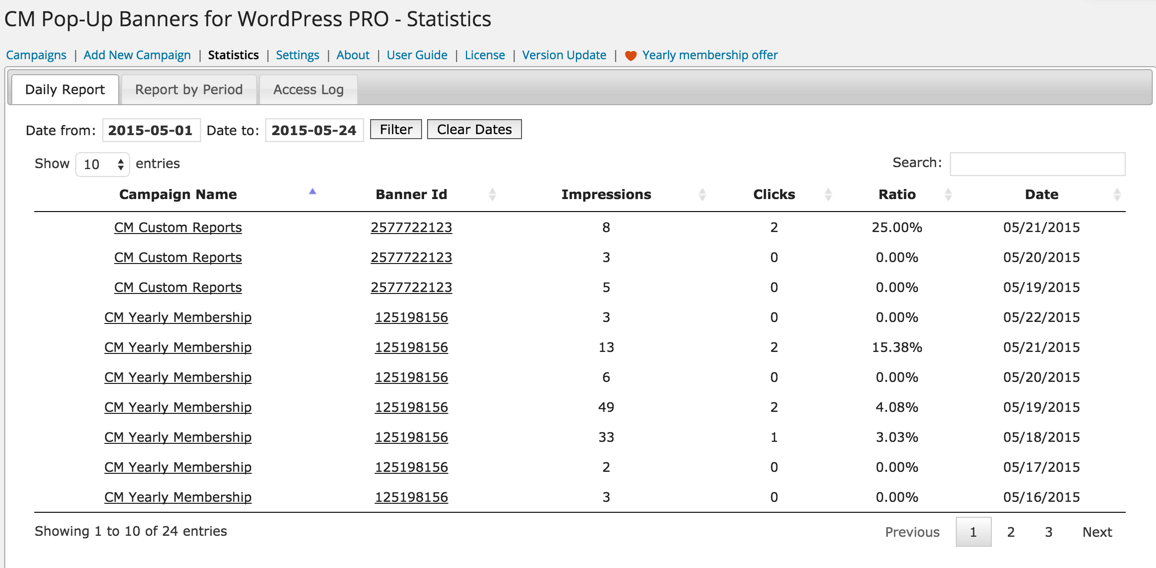 CM Pop-Up Banners for WordPress PRO - Statistics
Campaigns | Add New Campaign | Statistics | Settings | About | User Guide | License | Version Update | Yearly membership offer
Daily Report Report by Period Access Log
Date from: 2015-05-01 Date to: 2015-05-24 Filter Clear Dates
Show 10 entries Search:
Campaign Name Banner Id Impressions Clicks Ratio Date
CM Custom Reports 2577722123 8 2 25.00% 05/21/2015
CM Custom Reports 2577722123 3 0 0.00% 05/20/2015
CM Custom Reports 2577722123 5 0 0.00% 05/19/2015
CM Yearly Membership 125198156 3 0 0.00% 05/22/2015
CM Yearly Membership 125198156 13 2 15.38% 05/21/2015
CM Yearly Membership 125198156 6 0 0.00% 05/20/2015
CM Yearly Membership 125198156 49 2 4.08% 05/19/2015
CM Yearly Membership 125198156 33 1 3.03% 05/18/2015
CM Yearly Membership 125198156 2 0 0.00% 05/17/2015
CM Yearly Membership 125198156 3 0 0.00% 05/16/2015
Showing 1 to 10 of 24 entries Previous 1 2 3 Next